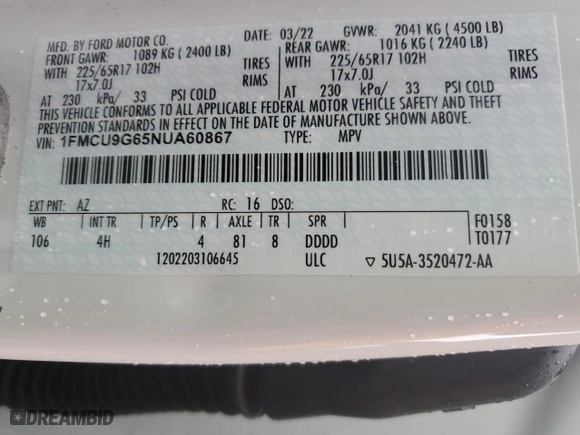 MFD. BY FORD MOTOR CO. 03/22 GVWR: 2041 KG ( 4500 LB)
FRONT GAWR: 1089 KG ( 2400 LB) REAR GAWR: 1016 KG ( 2240 LB)
WITH 225/65R17 102H TIRES WITH 225/65R17 102H TIRES
17x7.0J RIMS 17x7.0J RIMS
AT 230 kPa/ 33 PSI COLD AT 230 kPa/ 33 PSI COLD
THIS VEHICLE CONFORMS TO ALL APPLICABLE FEDERAL MOTOR VEHICLE SAFETY AND THEFT
PREVENTION STANDARDS IN EFFECT ON THE DATE OF MANUFACTURE SHOWN ABOVE.
VIN: 1FMCU9G65NUA60867 TYPE: MPV
EXT PNT: AZ RC: 16 DSO:
WB INT TR TP/PS R AXLE TR SPR F0158
106 4H 4 81 8 DDDD T0177
1202203106645 ULC ▽ 5U5A-3520472-AA
DREAMBID